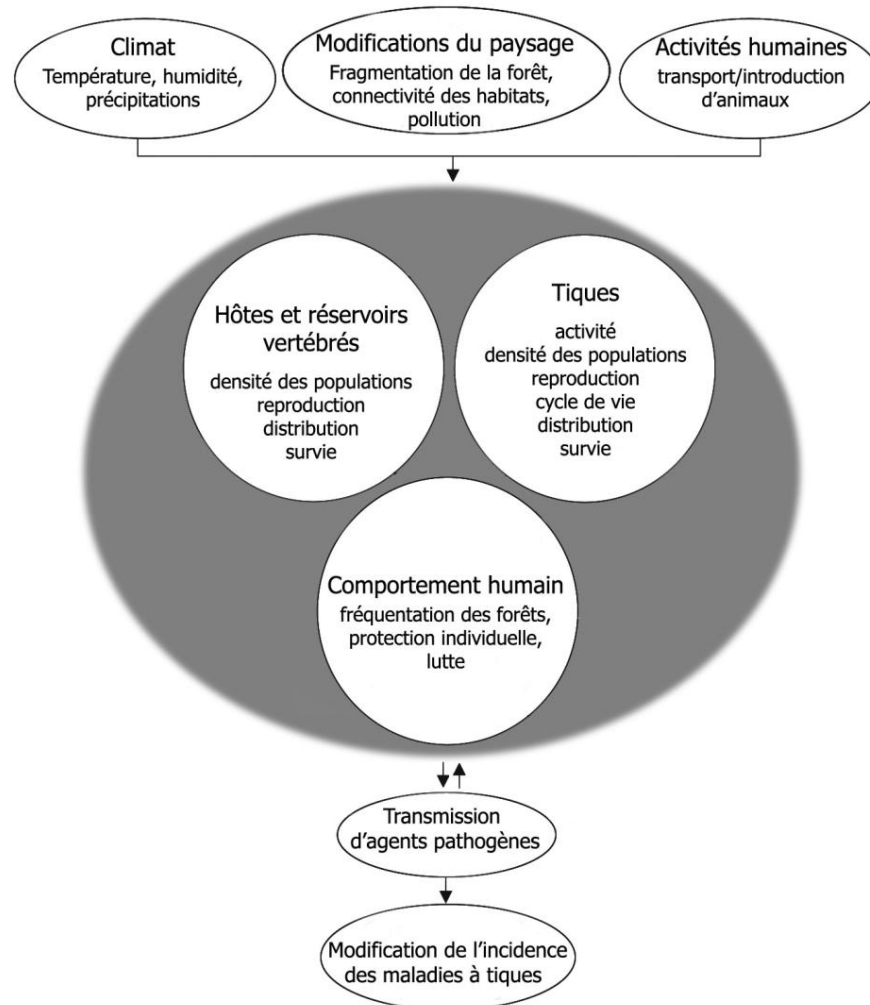 Climat
Température, humidité,
précipitations
Modifications du paysage
Fragmentation de la forêt,
connectivité des habitats,
pollution
Activités humaines
transport/introduction
d’animaux
Hôtes et réservoirs
vertébrés
densité des populations
reproduction
distribution
survie
Tiques
activité
densité des populations
reproduction
cycle de vie
distribution
survie
Comportement humain
fréquentation des forêts,
protection individuelle,
lutte
Transmission
d’agents pathogènes
Modification de l’incidence
des maladies à tiques